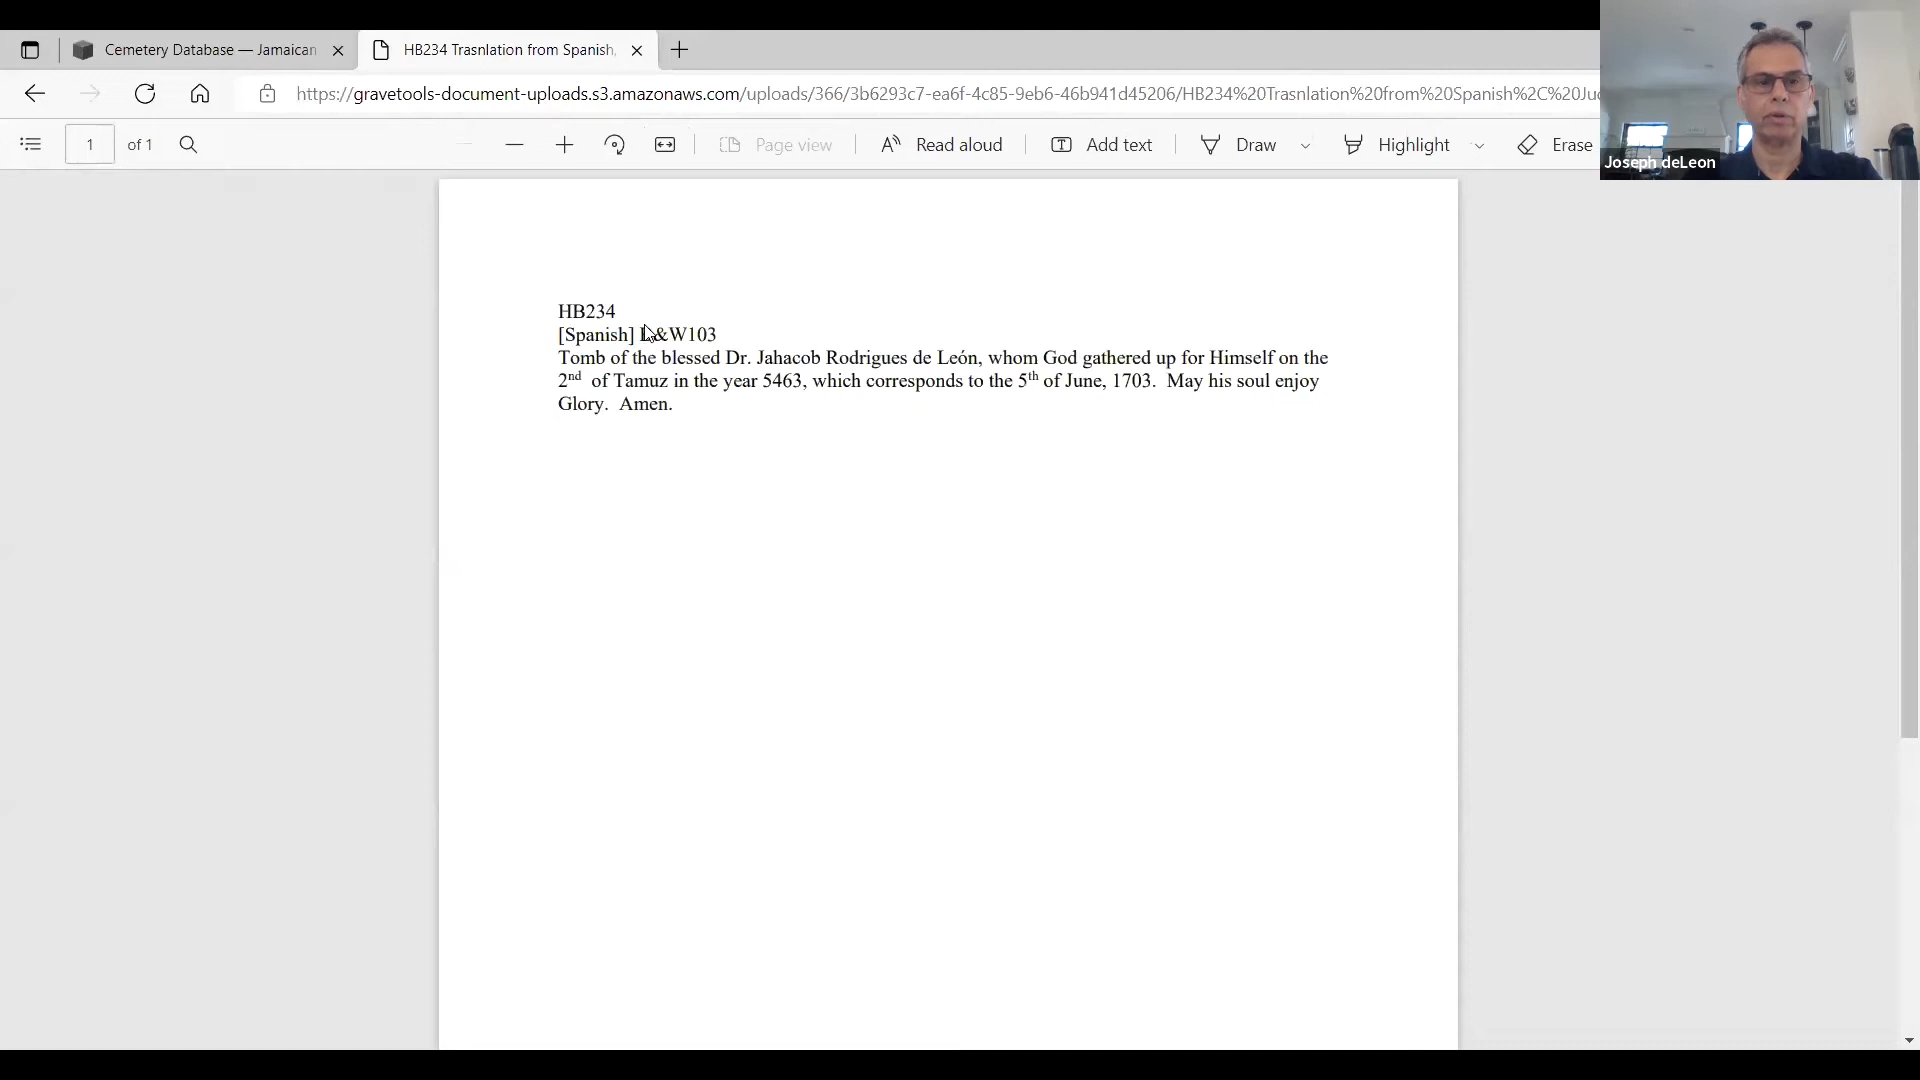 Cemetery Database — Jamaican
HB234 Trasnlation from Spanish,
https://gravetools-document-uploads.s3.amazonaws.com/uploads/366/3b6293c7-ea6f-4c85-9eb6-46b941d45206/HB234%20Trasnlation%20from%20Spanish%2C%20Ju
1 of 1
Page view
Read aloud
Add text
Draw
Highlight
Erase
Joseph deLeon
HB234
[Spanish] L&W103
Tomb of the blessed Dr. Jahacob Rodrigues de León, whom God gathered up for Himself on the
2nd of Tamuz in the year 5463, which corresponds to the 5th of June, 1703. May his soul enjoy
Glory. Amen.